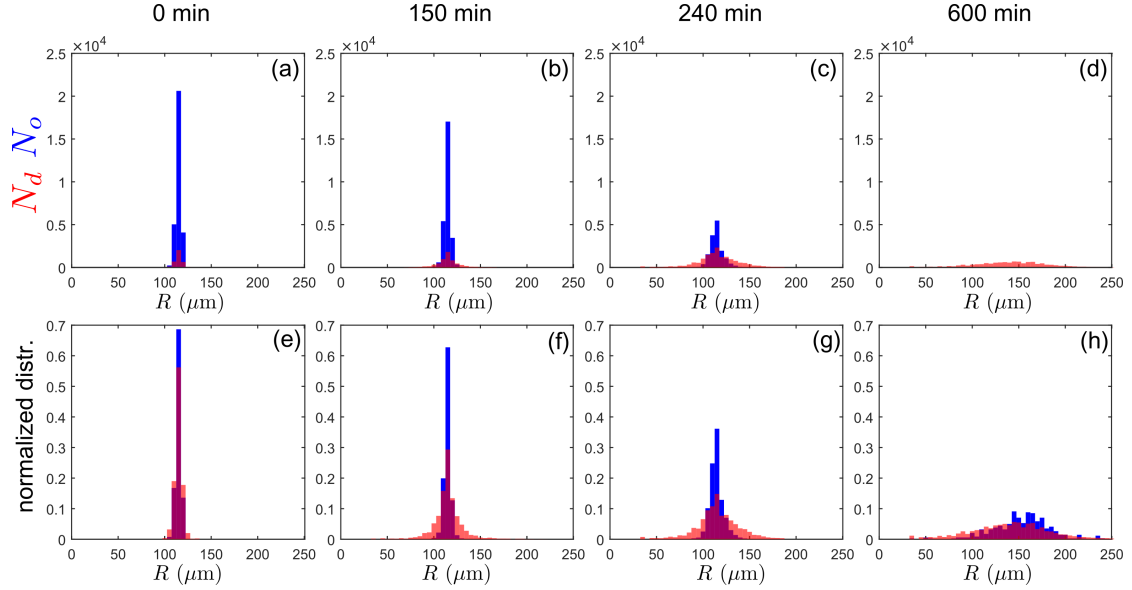 0 min 150 min 240 min 600 min
×10⁴ ×10⁴ ×10⁴ ×10⁴
(a) (b) (c) (d)
N_d N_o
2.5 2.5 2.5 2.5
2 2 2 2
1.5 1.5 1.5 1.5
1 1 1 1
0.5 0.5 0.5 0.5
0 0 0 0
0 50 100 150 200 250 0 50 100 150 200 250 0 50 100 150 200 250 0 50 100 150 200 250
R (μm) R (μm) R (μm) R (μm)
(e) (f) (g) (h)
normalized distr.
0.7 0.7 0.7 0.7
0.6 0.6 0.6 0.6
0.5 0.5 0.5 0.5
0.4 0.4 0.4 0.4
0.3 0.3 0.3 0.3
0.2 0.2 0.2 0.2
0.1 0.1 0.1 0.1
0 0 0 0
0 50 100 150 200 250 0 50 100 150 200 250 0 50 100 150 200 250 0 50 100 150 200 250
R (μm) R (μm) R (μm) R (μm)